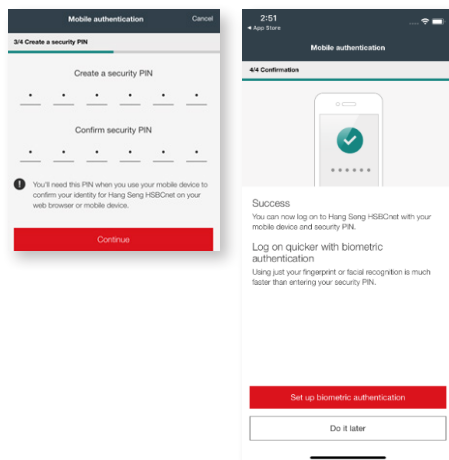 Mobile authentication
Cancel
3/4 Create a security PIN
Create a security PIN
Confirm security PIN
You'll need this PIN when you use your mobile device to
confirm your identity for Hang Seng HSBCnet on your
web browser or mobile device.
Continue
2:51
App Store
Mobile authentication
4/4 Confirmation
Success
You can now log on to Hang Seng HSBCnet with your
mobile device and security PIN.
Log on quicker with biometric
authentication
Using just your fingerprint or facial recognition is much
faster than entering your security PIN.
Set up biometric authentication
Do it later